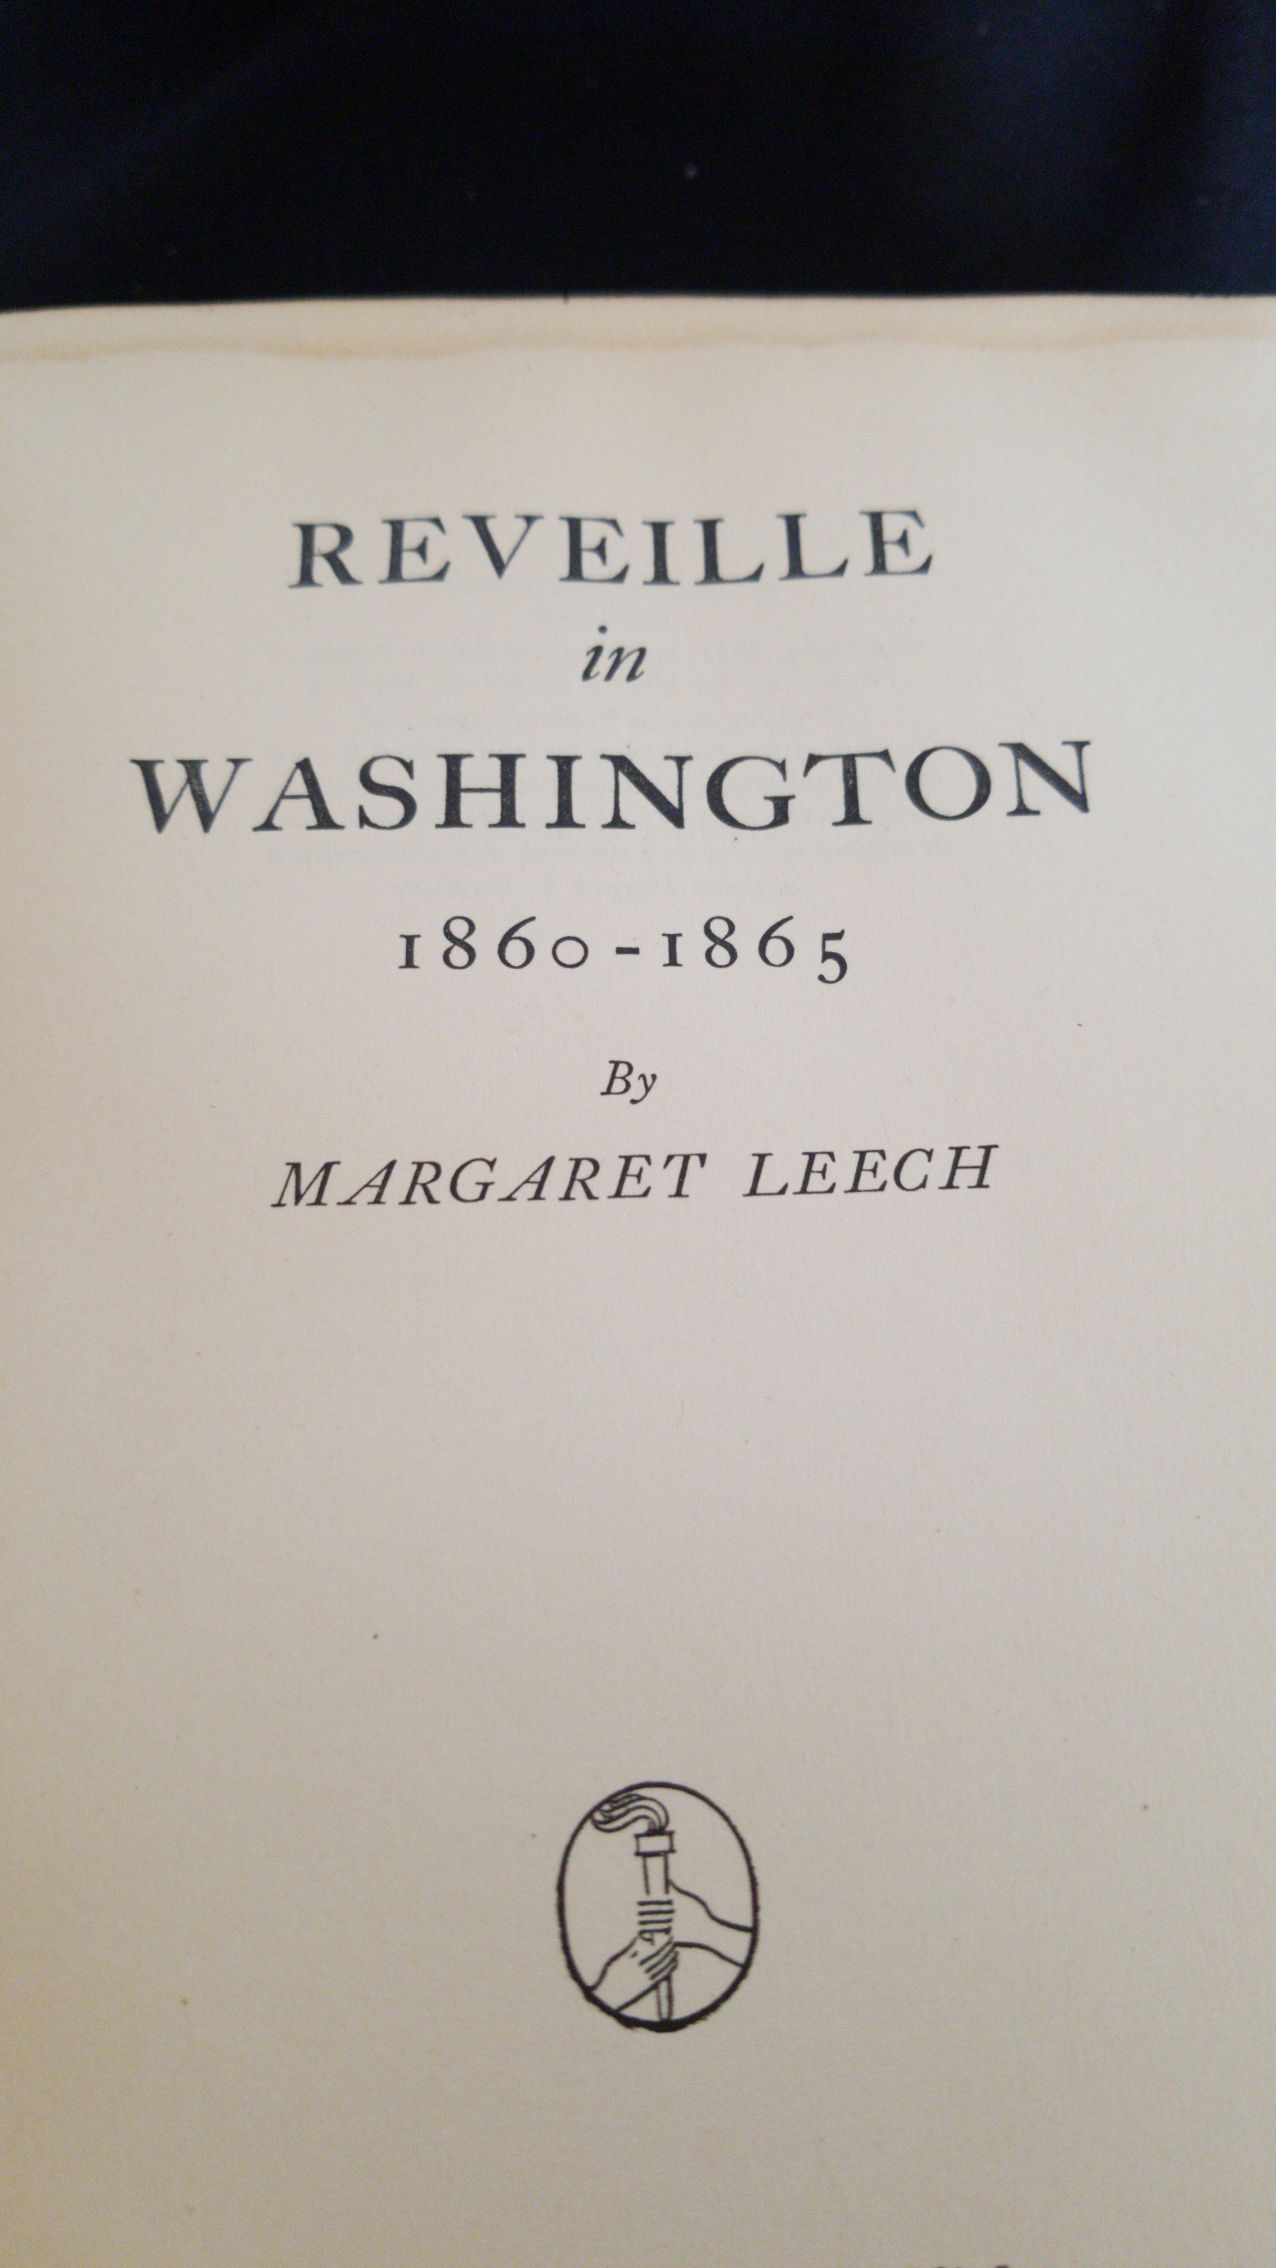 REVEILLE
in
WASHINGTON
1860-1865
By
MARGARET LEECH